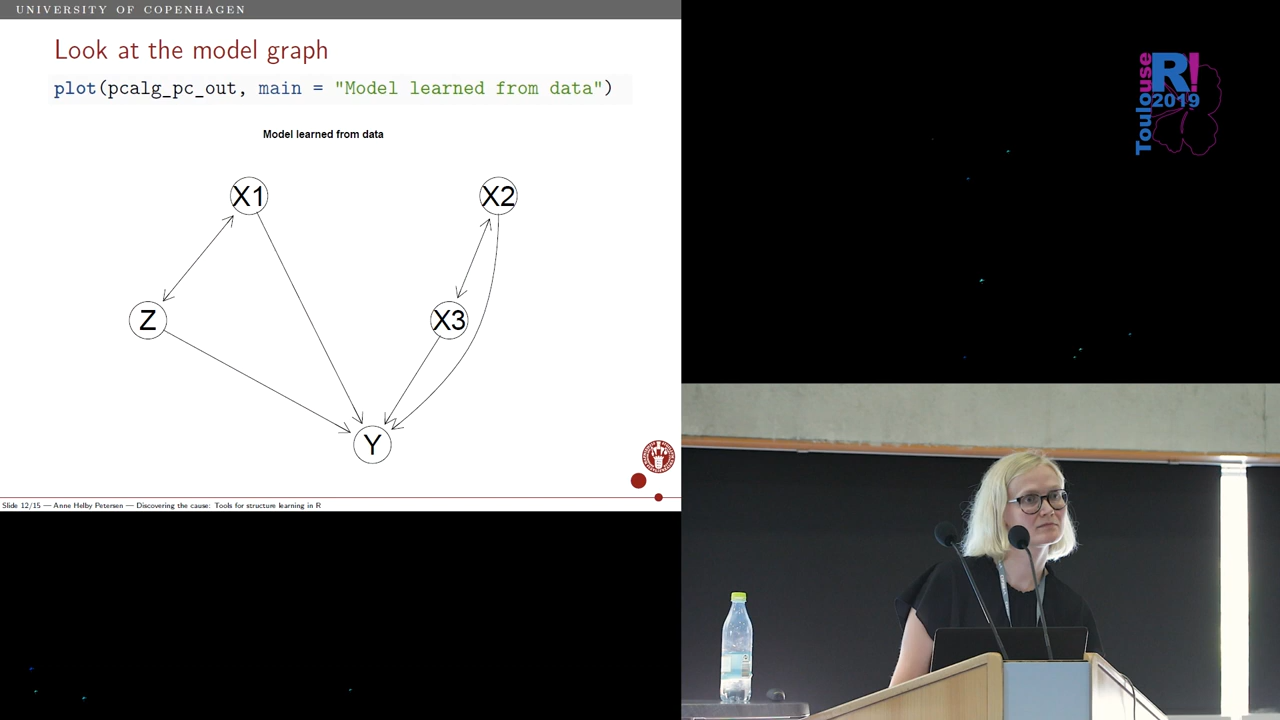 UNIVERSITY OF COPENHAGEN
Look at the model graph
plot(pcalg_pc_out, main = "Model learned from data")
Model learned from data
X1
X2
Z
X3
Y
Slide 12/15 — Anne Helby Petersen — Discovering the cause: Tools for structure learning in R
Toulouse
R!
2019